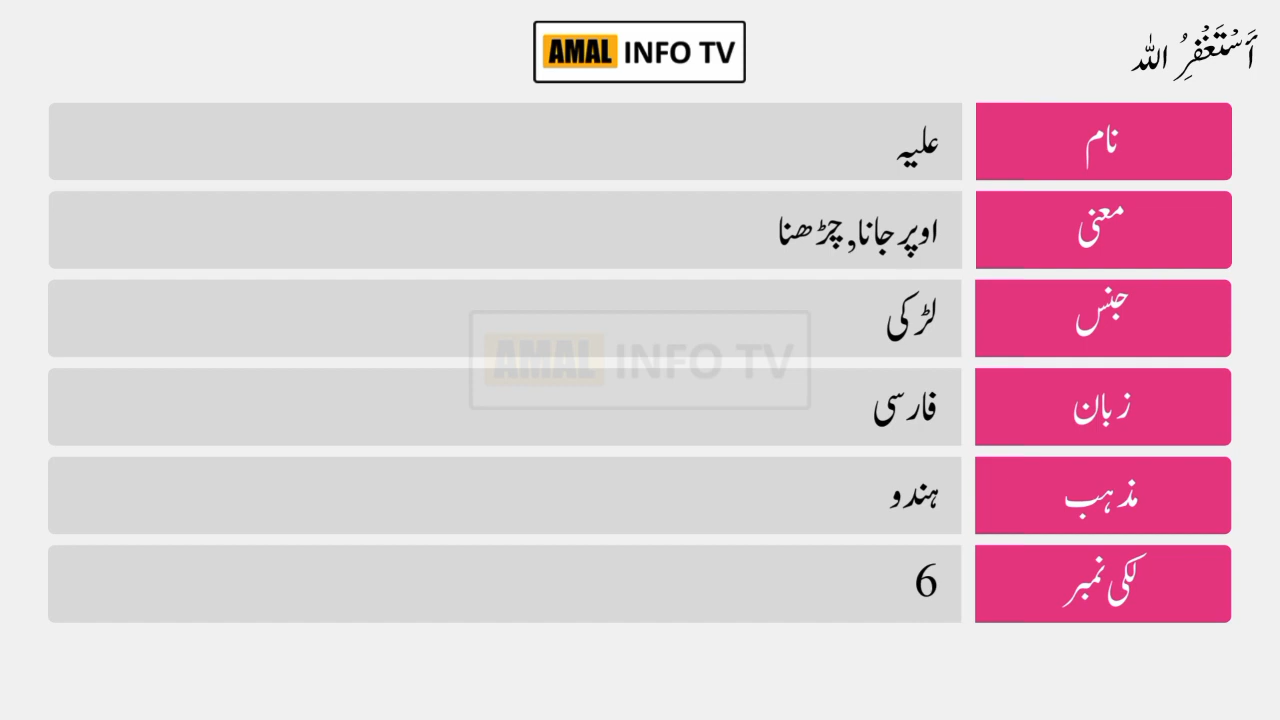 AMAL INFO TV
أَسْتَغْفِرُ اللہ
نام علیہ
معنی اوپر جانا, چڑھنا
جنس لڑکی
AMAL INFO TV
زبان فارسی
مذہب ہندو
لکی نمبر 6